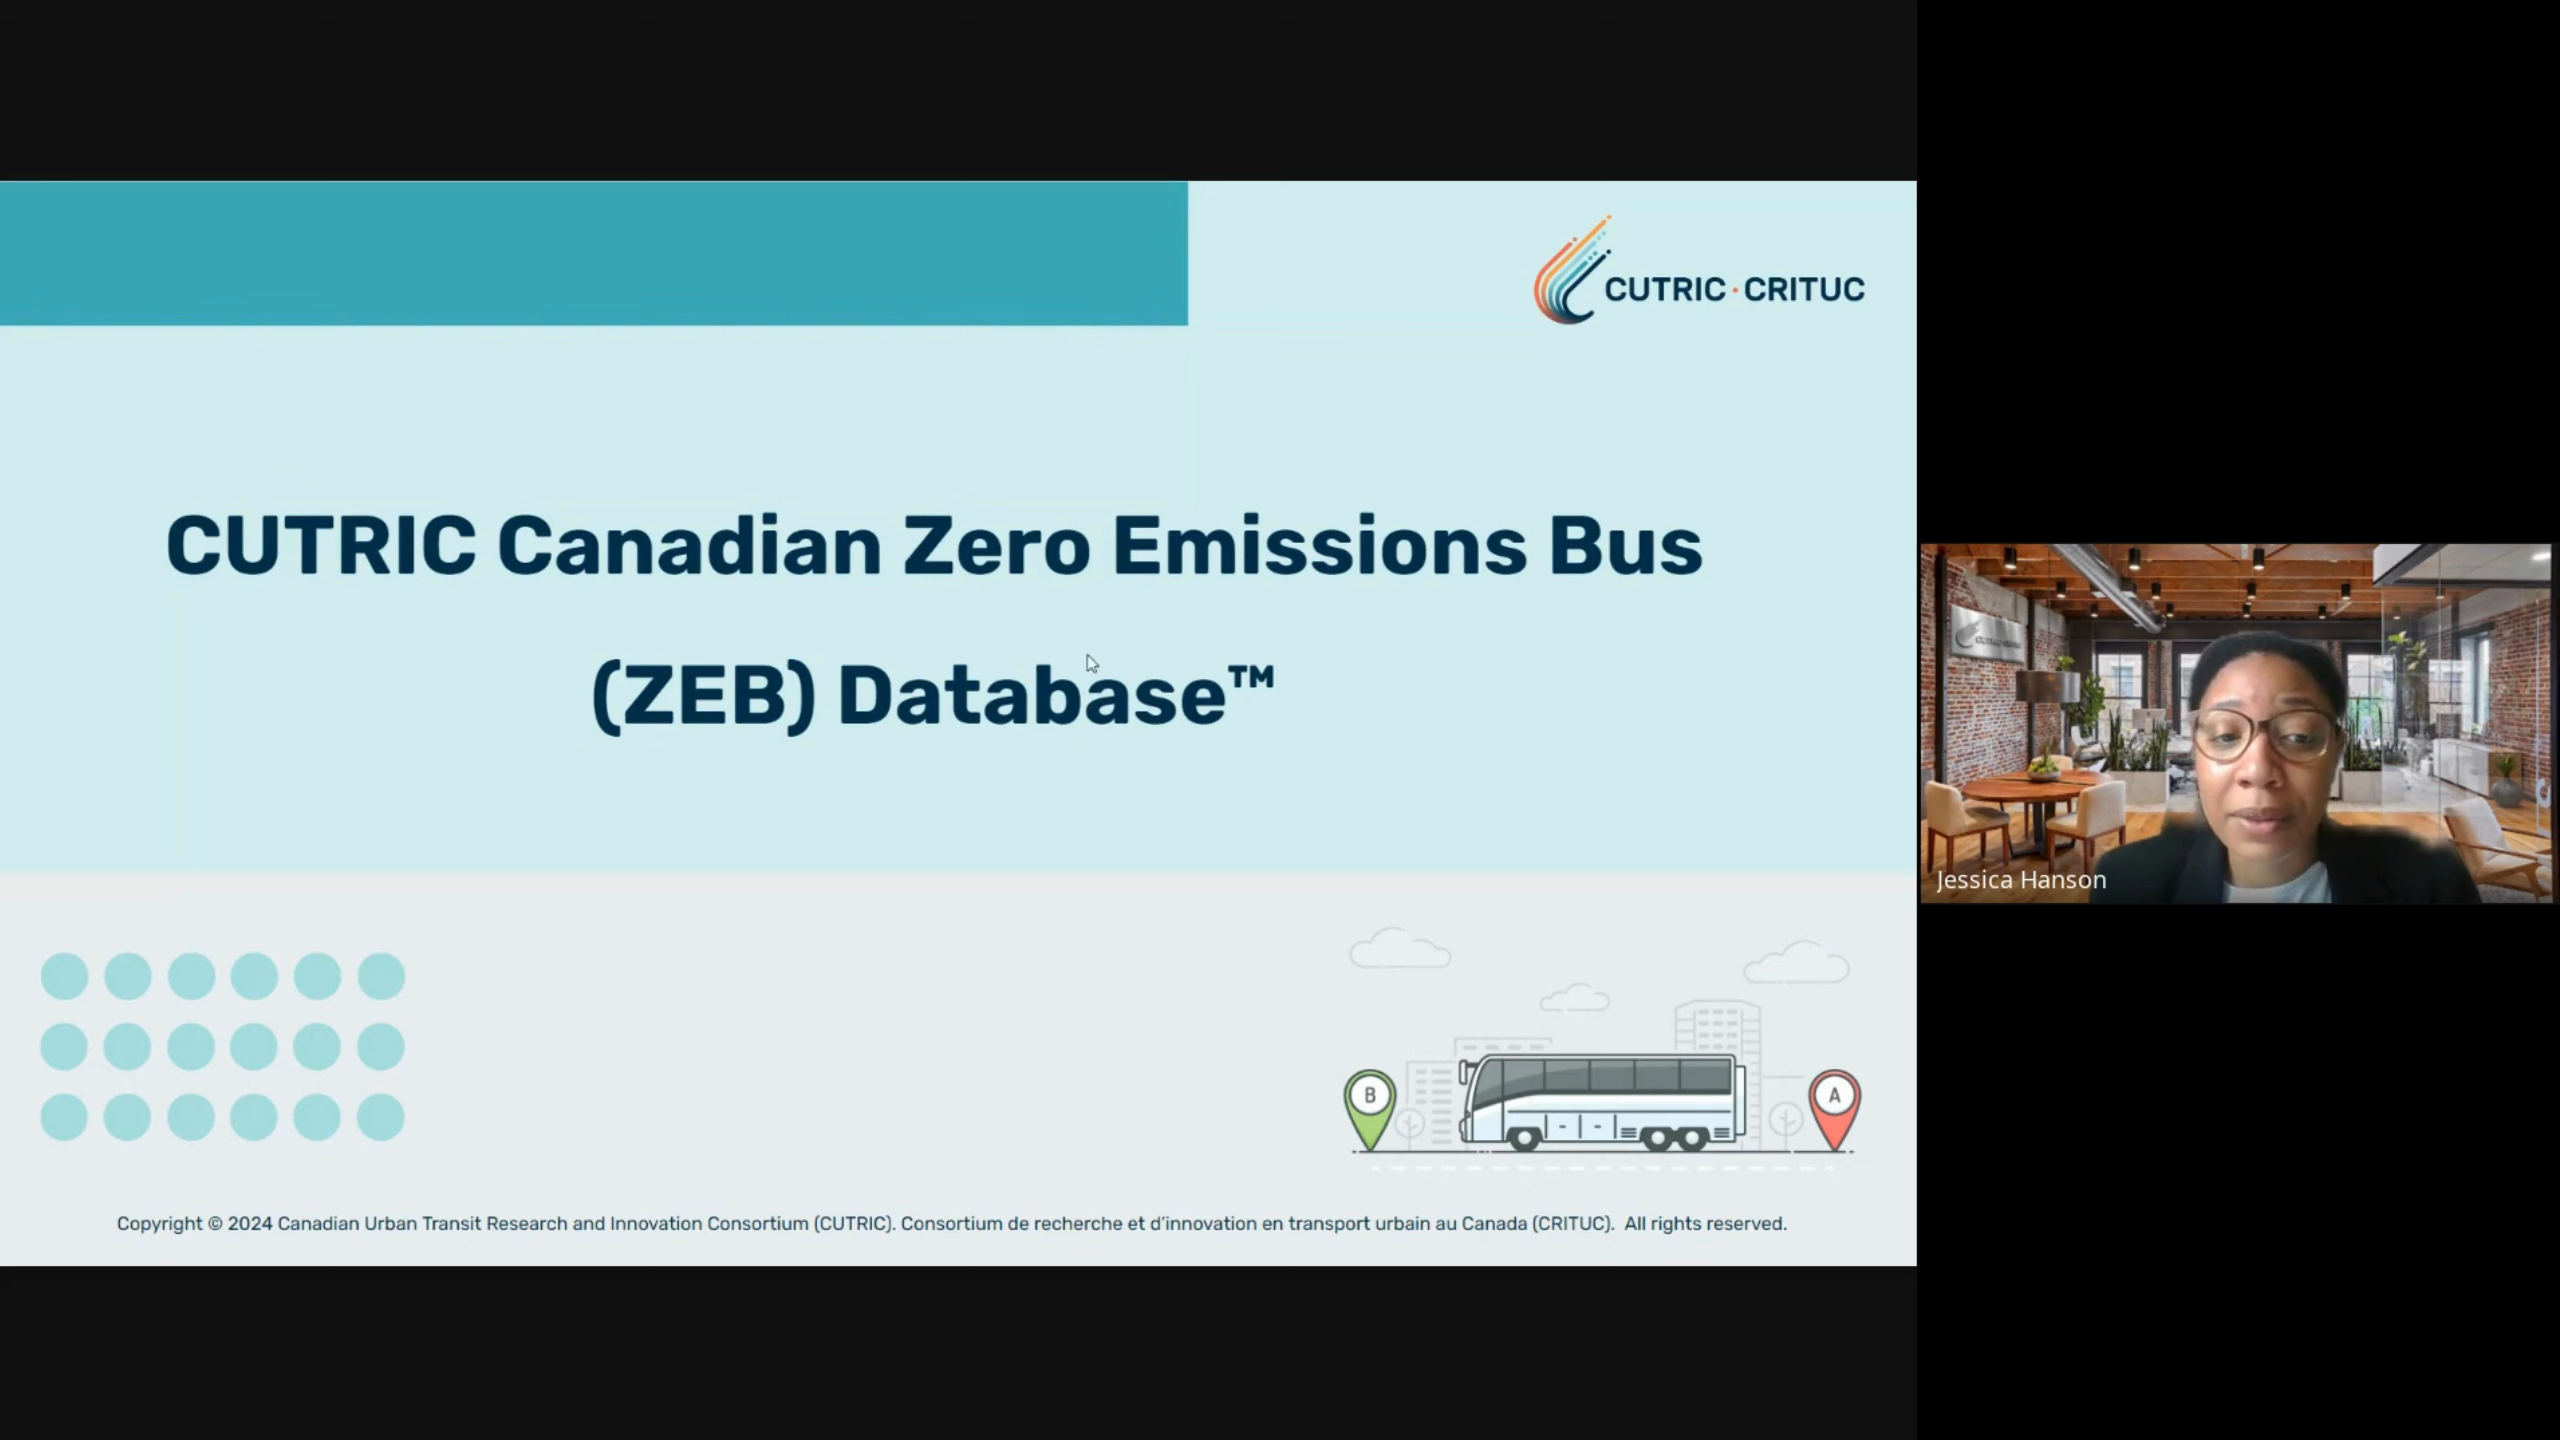 CUTRIC · CRITUC
CUTRIC Canadian Zero Emissions Bus
(ZEB) Database™
B
A
Copyright © 2024 Canadian Urban Transit Research and Innovation Consortium (CUTRIC). Consortium de recherche et d'innovation en transport urbain au Canada (CRITUC). All rights reserved.
Jessica Hanson